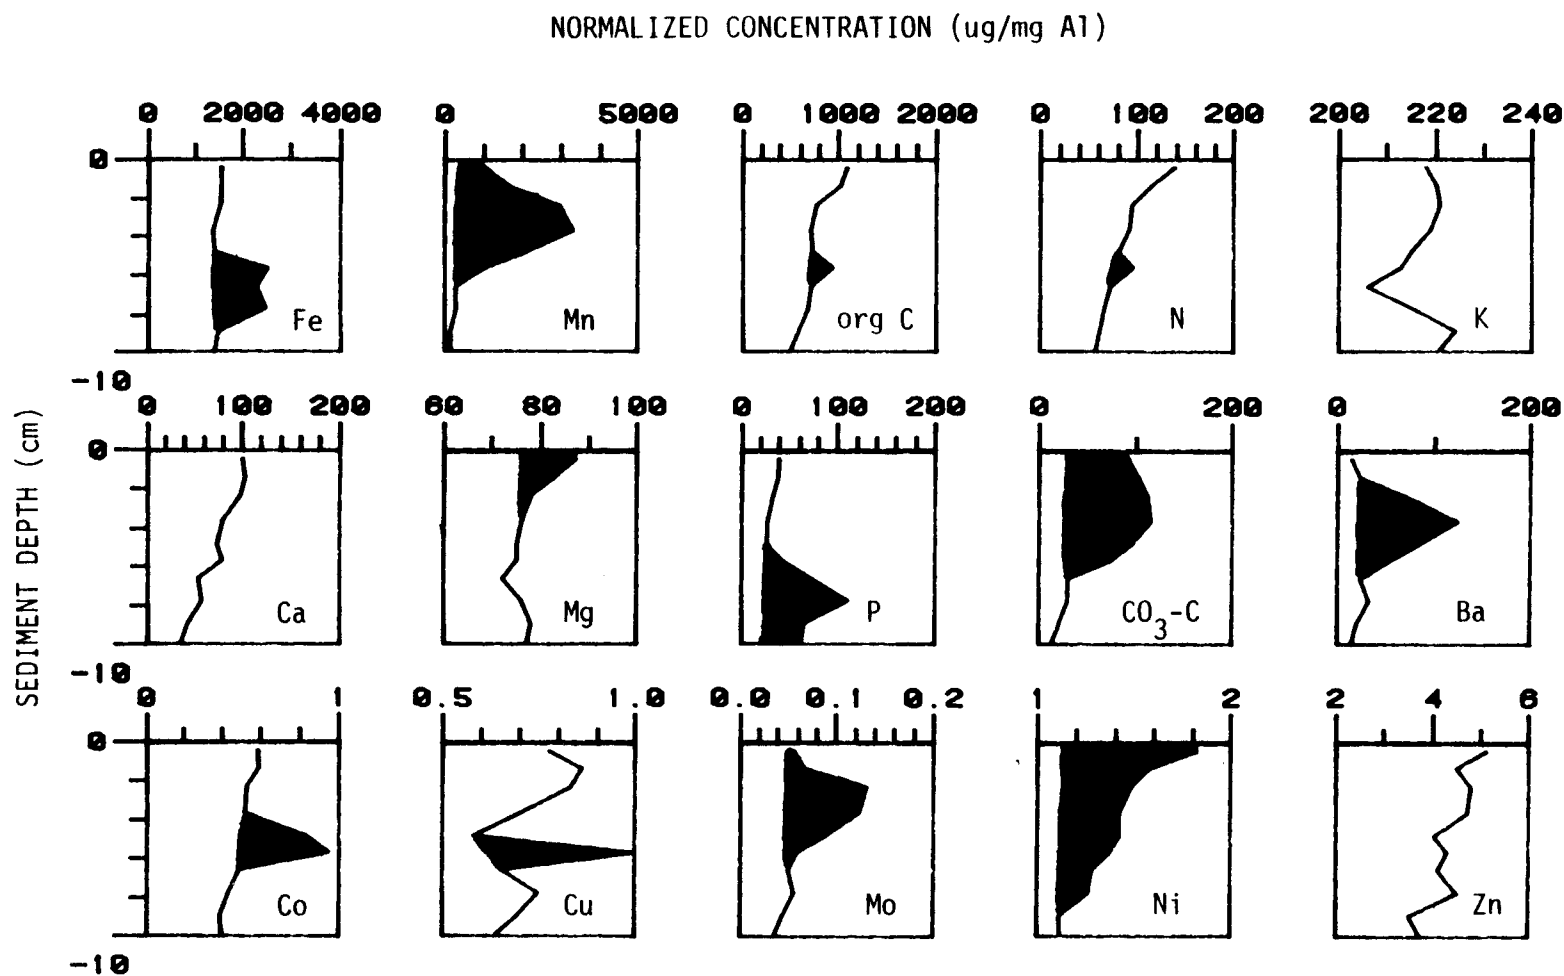 NORMALIZED CONCENTRATION (ug/mg Al)
0 2000 4000 0 5000 0 1000 2000 0 100 200 200 220 240
0
Fe Mn org C N K
-10
0 100 200 60 80 100 0 100 200 0 200 0 200
SEDIMENT DEPTH (cm)
0
Ca Mg P CO3-C Ba
-10
0 1 0.5 1.0 0.0 0.1 0.2 1 2 2 4 6
0
Co Cu Mo Ni Zn
-10